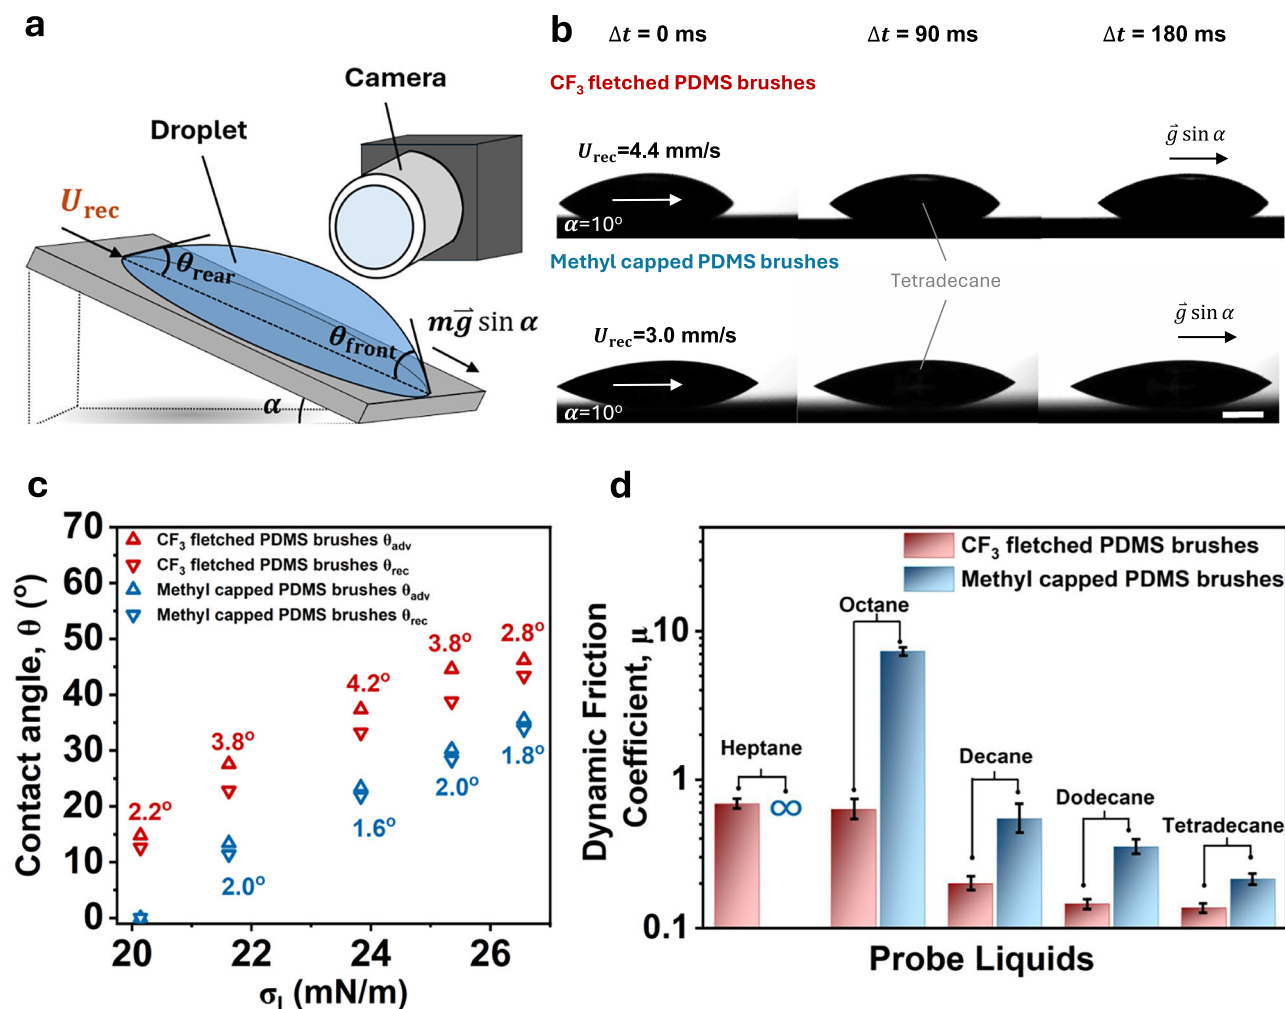 a
Camera
Droplet
U_rec
θ_rear
θ_front
mg⃗ sin α
α
b
Δt = 0 ms
Δt = 90 ms
Δt = 180 ms
CF₃ fletched PDMS brushes
U_rec=4.4 mm/s
g⃗ sin α
α=10°
Methyl capped PDMS brushes
Tetradecane
U_rec=3.0 mm/s
g⃗ sin α
α=10°
c
70
60
50
40
30
20
10
0
Contact angle, θ (°)
CF₃ fletched PDMS brushes θ_adv
CF₃ fletched PDMS brushes θ_rec
Methyl capped PDMS brushes θ_adv
Methyl capped PDMS brushes θ_rec
2.2°
3.8°
4.2°
3.8°
2.8°
2.0°
1.6°
2.0°
1.8°
20
22
24
26
σ_l (mN/m)
d
CF₃ fletched PDMS brushes
Methyl capped PDMS brushes
Dynamic Friction
Coefficient, μ
10
1
0.1
Heptane
∞
Octane
Decane
Dodecane
Tetradecane
Probe Liquids